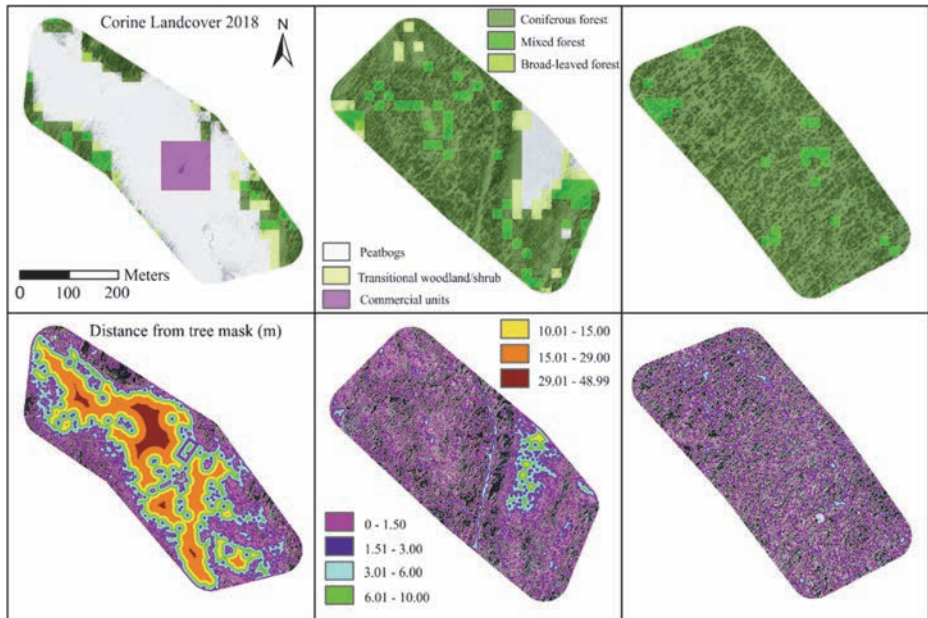 Corine Landcover 2018
N
Meters
0 100 200
Coniferous forest
Mixed forest
Broad-leaved forest
Peatbogs
Transitional woodland/shrub
Commercial units
Distance from tree mask (m)
10.01 - 15.00
15.01 - 29.00
29.01 - 48.99
0 - 1.50
1.51 - 3.00
3.01 - 6.00
6.01 - 10.00